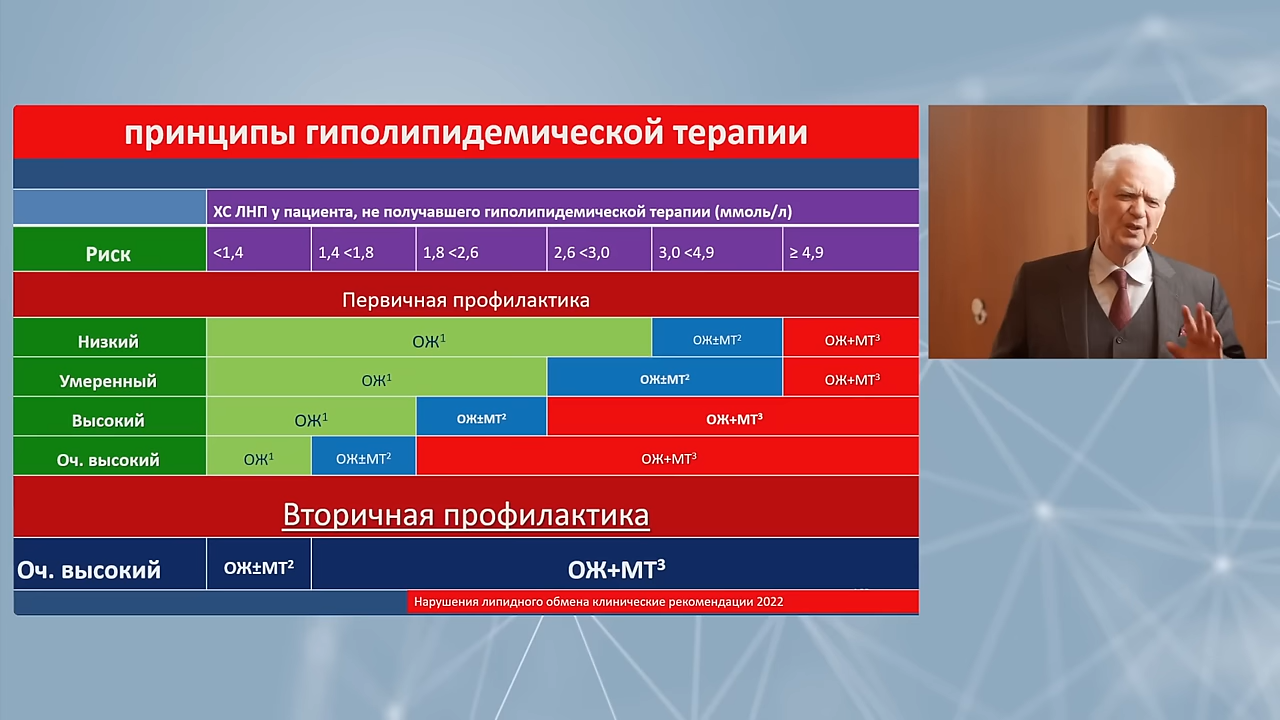 принципы гиполипидемической терапии
ХС ЛНП у пациента, не получавшего гиполипидемической терапии (ммоль/л)
Риск <1,4 1,4 <1,8 1,8 <2,6 2,6 <3,0 3,0 <4,9 ≥ 4,9
Первичная профилактика
Низкий ОЖ¹ ОЖ±МТ² ОЖ+МТ³
Умеренный ОЖ¹ ОЖ±МТ² ОЖ+МТ³
Высокий ОЖ¹ ОЖ±МТ² ОЖ+МТ³
Оч. высокий ОЖ¹ ОЖ±МТ² ОЖ+МТ³
Вторичная профилактика
Оч. высокий ОЖ±МТ² ОЖ+МТ³
Нарушения липидного обмена клинические рекомендации 2022